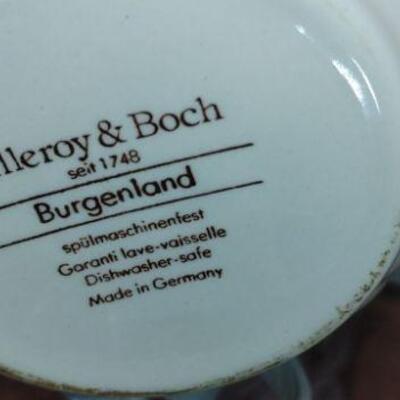 lleroy & Boch
seit 1748
Burgenland
spülmaschinenfest
Garanti lave-vaisselle
Dishwasher-safe
Made in Germany